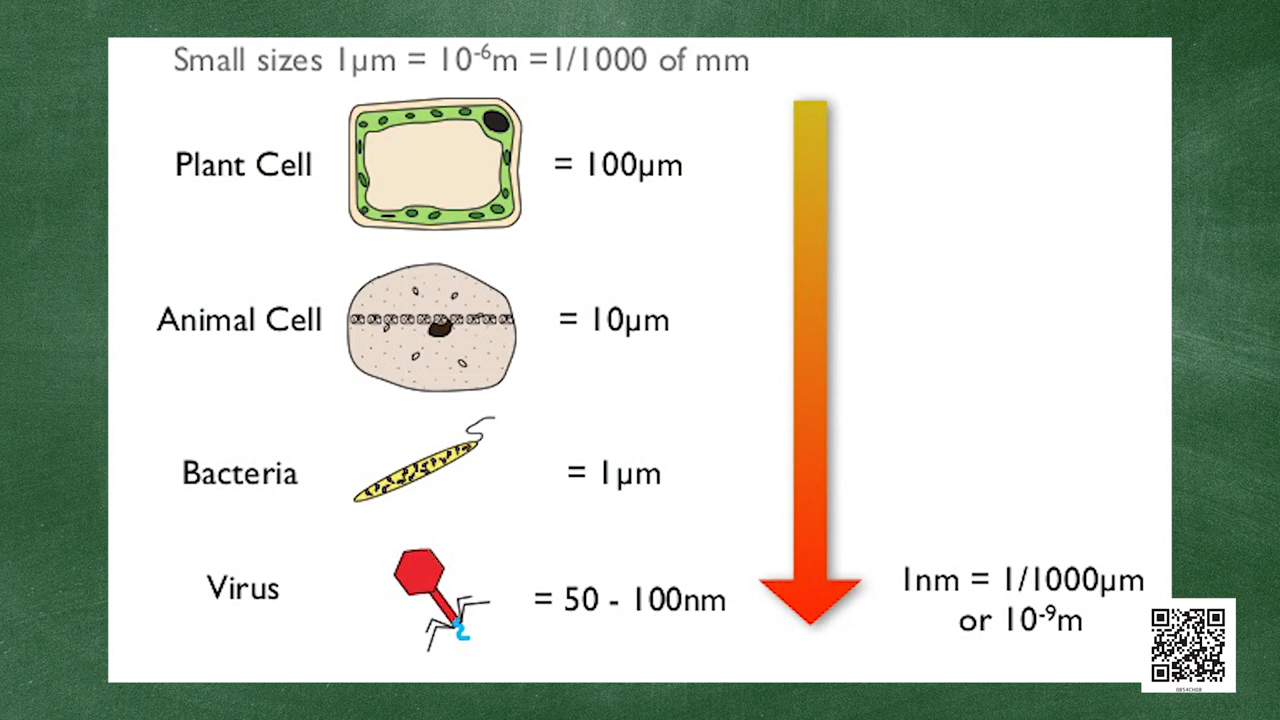 Small sizes 1µm = 10⁻⁶m =1/1000 of mm
Plant Cell = 100µm
Animal Cell = 10µm
Bacteria = 1µm
Virus = 50 - 100nm
1nm = 1/1000µm
or 10⁻⁹m
0854CH08